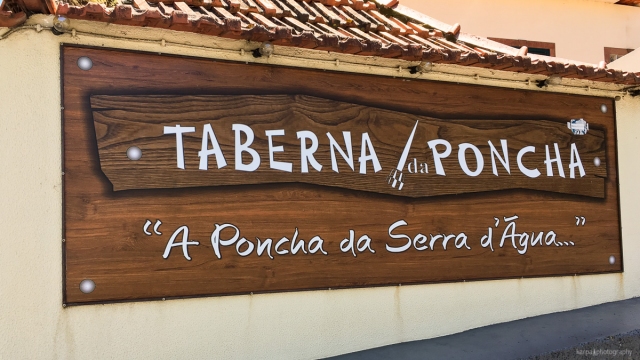 TABERNA da PONCHA
"A Poncha da Serra d'Água..."